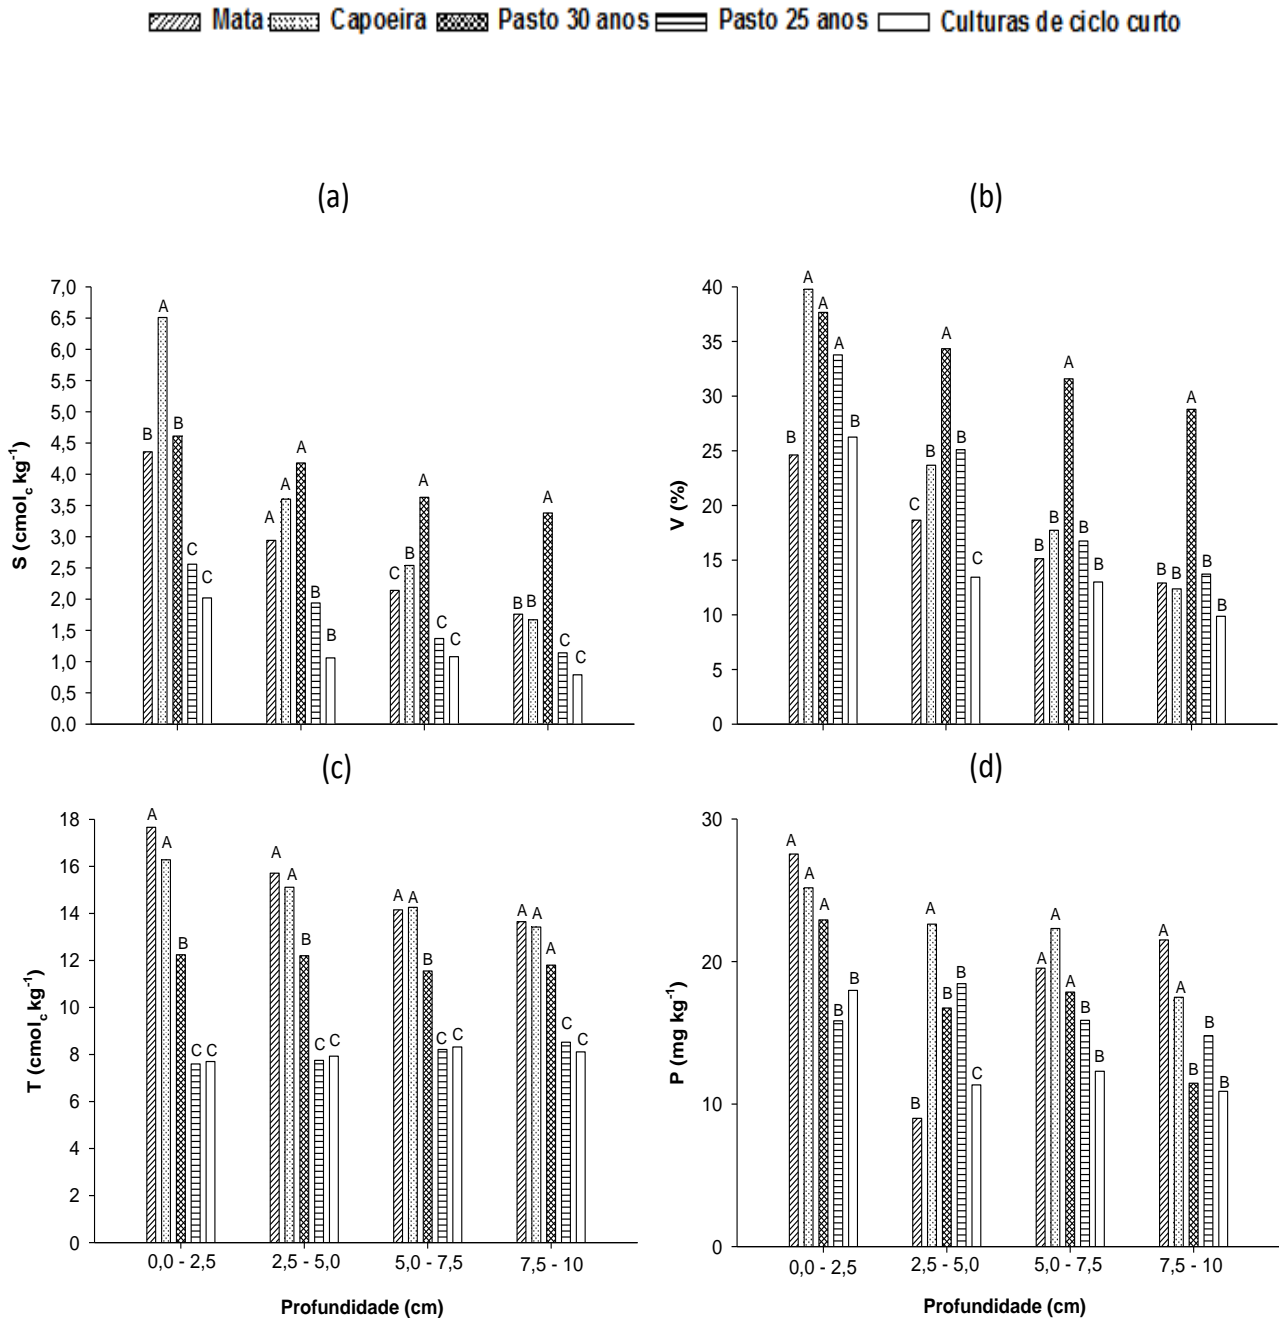 Mata Capoeira Pasto 30 anos Pasto 25 anos Culturas de ciclo curto
(a)
7,0
6,5
6,0
5,5
5,0
4,5
4,0
3,5
3,0
2,5
2,0
1,5
1,0
0,5
0.0
S (cmolc kg-1)
B A B C C
A A A B B
C B A C C
B B A C C
(b)
40
35
30
25
20
15
10
5
0
V (%)
B A A A B
C B A B C
B B A B B
B B A B B
(c)
18
16
14
12
10
8
6
4
2
0
T (cmolc kg-1)
A A B C C
A A B C C
A A B C C
A A A C C
0,0 - 2,5 2,5 - 5,0 5,0 - 7,5 7,5 - 10
Profundidade (cm)
(d)
30
20
10
0
P (mg kg-1)
A A A B B
B A B B C
A A A B B
A A B B B
0,0 - 2,5 2,5 - 5,0 5,0 - 7,5 7,5 - 10
Profundidade (cm)